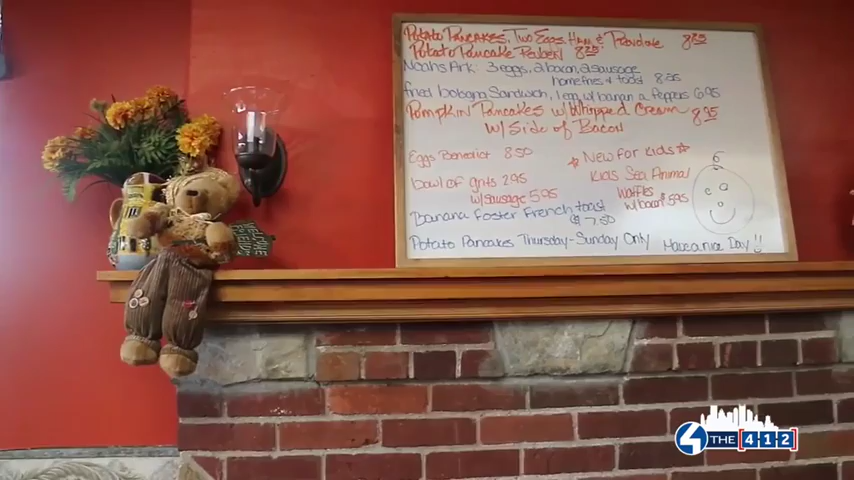 Potato Pancakes, Two Eggs, Ham & Provolone 8.25
Potato Pancake Reuben 8.25
Noahs Ark: 3 eggs, 2 bacon, 2 sausage
homefries & toast 8.25
fried bologna Sandwich, 1 egg w/ banana peppers 6.95
Pumpkin Pancakes w/ Whipped Cream 8.95
w/ Side of Bacon
Eggs Benedict 8.50
bowl of grits 2.95
w/ sausage 5.95
New For Kids
Kids Sea Animal
Waffles
w/ bacon 5.95
Banana Foster French toast
$7.50
Potato Pancakes Thursday-Sunday Only
Have a nice Day!!
4 THE [412]